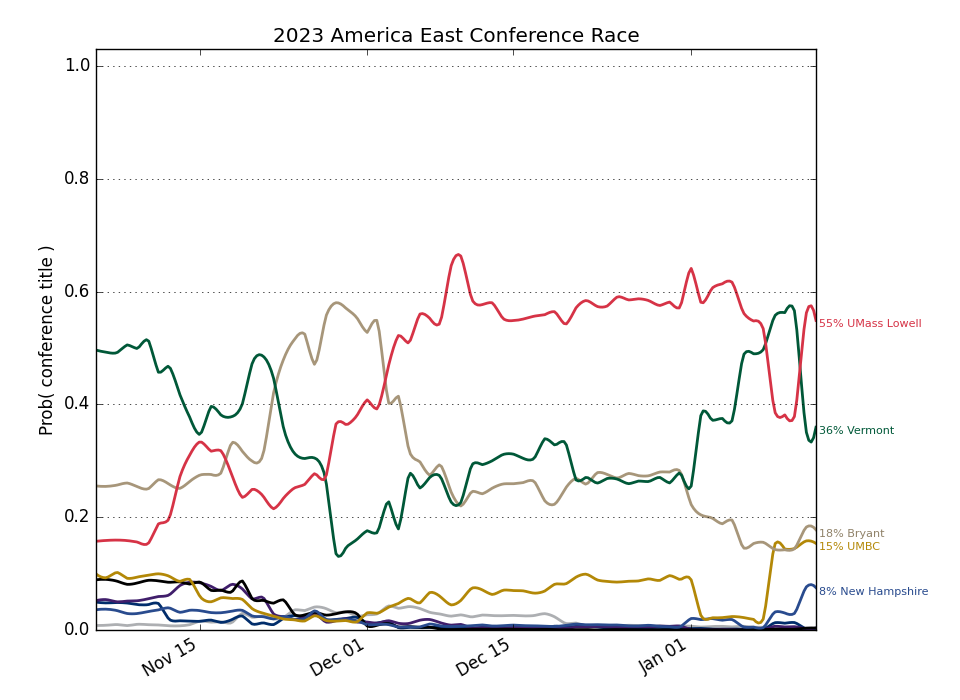 2023 America East Conference Race
Prob( conference title )
1.0
0.8
0.6
0.4
0.2
0.0
55% UMass Lowell
36% Vermont
18% Bryant
15% UMBC
8% New Hampshire
Nov 15
Dec 01
Dec 15
Jan 01